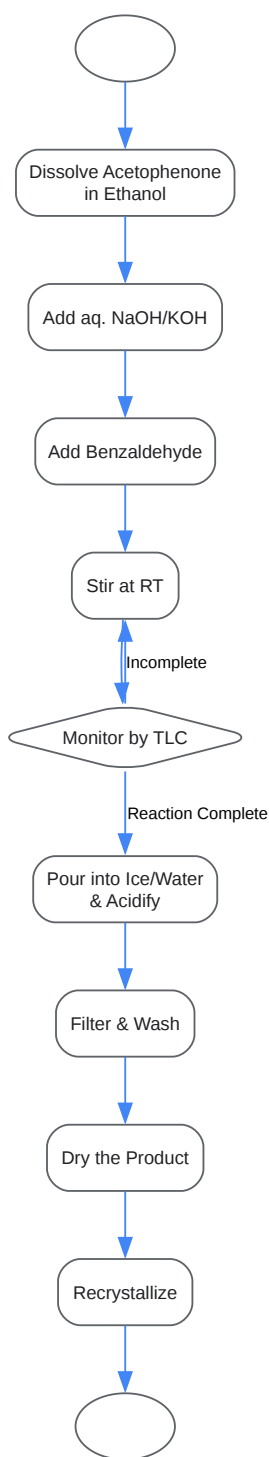 Dissolve Acetophenone
in Ethanol
Add aq. NaOH/KOH
Add Benzaldehyde
Stir at RT
Incomplete
Monitor by TLC
Reaction Complete
Pour into Ice/Water
& Acidify
Filter & Wash
Dry the Product
Recrystallize